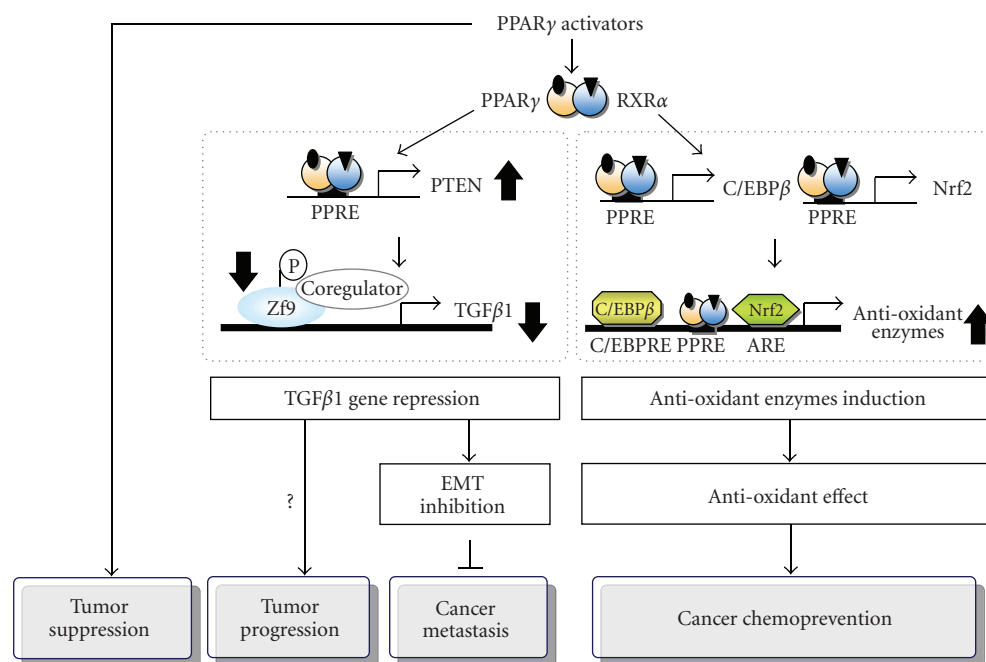 PPARγ activators
PPARγ
RXRα
PTEN
PPRE
P
Coregulator
Zf9
TGFβ1
C/EBPβ
PPRE
Nrf2
PPRE
C/EBPβ
Nrf2
Anti-oxidant
enzymes
C/EBPRE PPRE ARE
TGFβ1 gene repression
Anti-oxidant enzymes induction
?
EMT
inhibition
Anti-oxidant effect
Tumor
suppression
Tumor
progression
Cancer
metastasis
Cancer chemoprevention